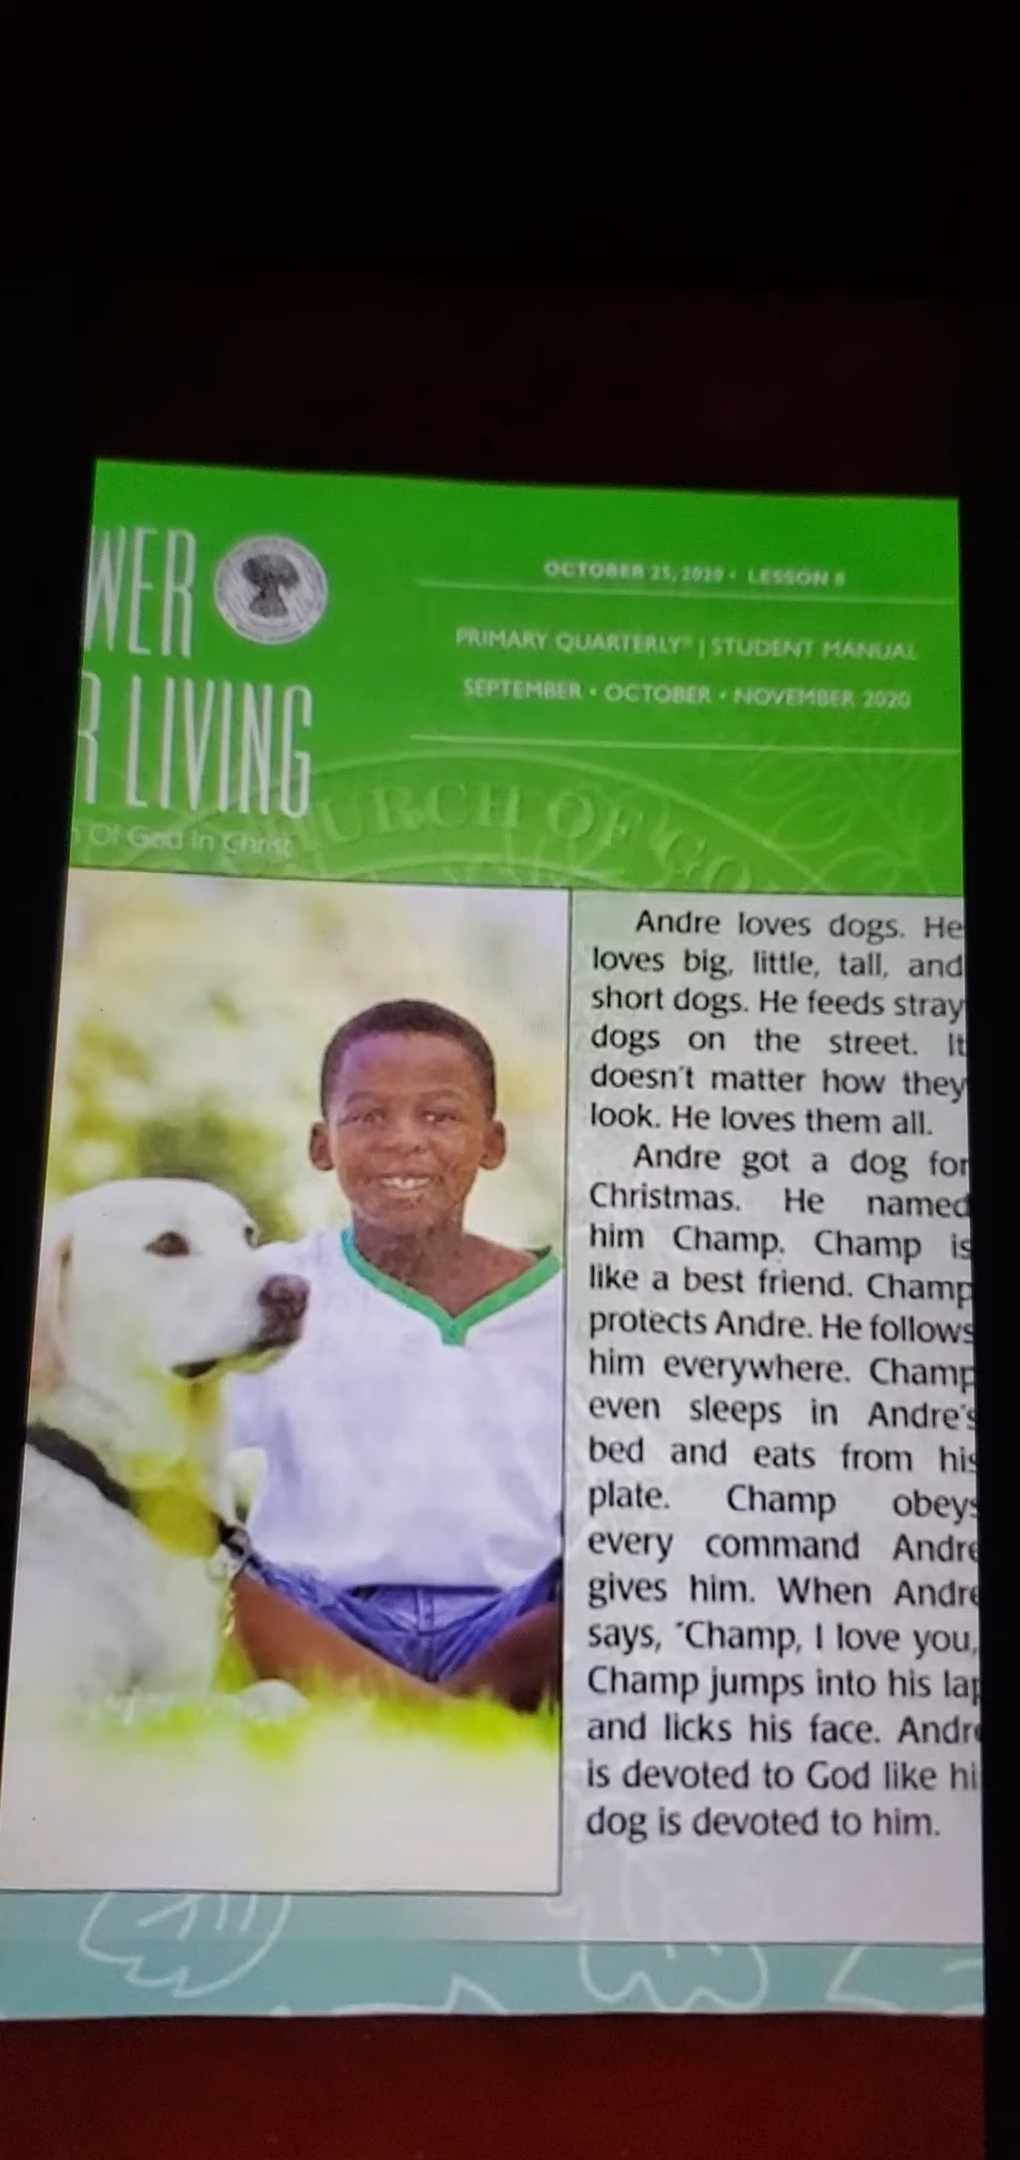 WER
R LIVING
Of God In Christ
OCTOBER 25, 2020 • LESSON 8
PRIMARY QUARTERLY® | STUDENT MANUAL
SEPTEMBER • OCTOBER • NOVEMBER 2020
URCH OF GO
Andre loves dogs. He
loves big, little, tall, and
short dogs. He feeds stray
dogs on the street. It
doesn't matter how they
look. He loves them all.
Andre got a dog for
Christmas. He named
him Champ. Champ is
like a best friend. Champ
protects Andre. He follows
him everywhere. Champ
even sleeps in Andre's
bed and eats from his
plate. Champ obeys
every command Andre
gives him. When Andre
says, "Champ, I love you,
Champ jumps into his lap
and licks his face. Andre
is devoted to God like hi
dog is devoted to him.